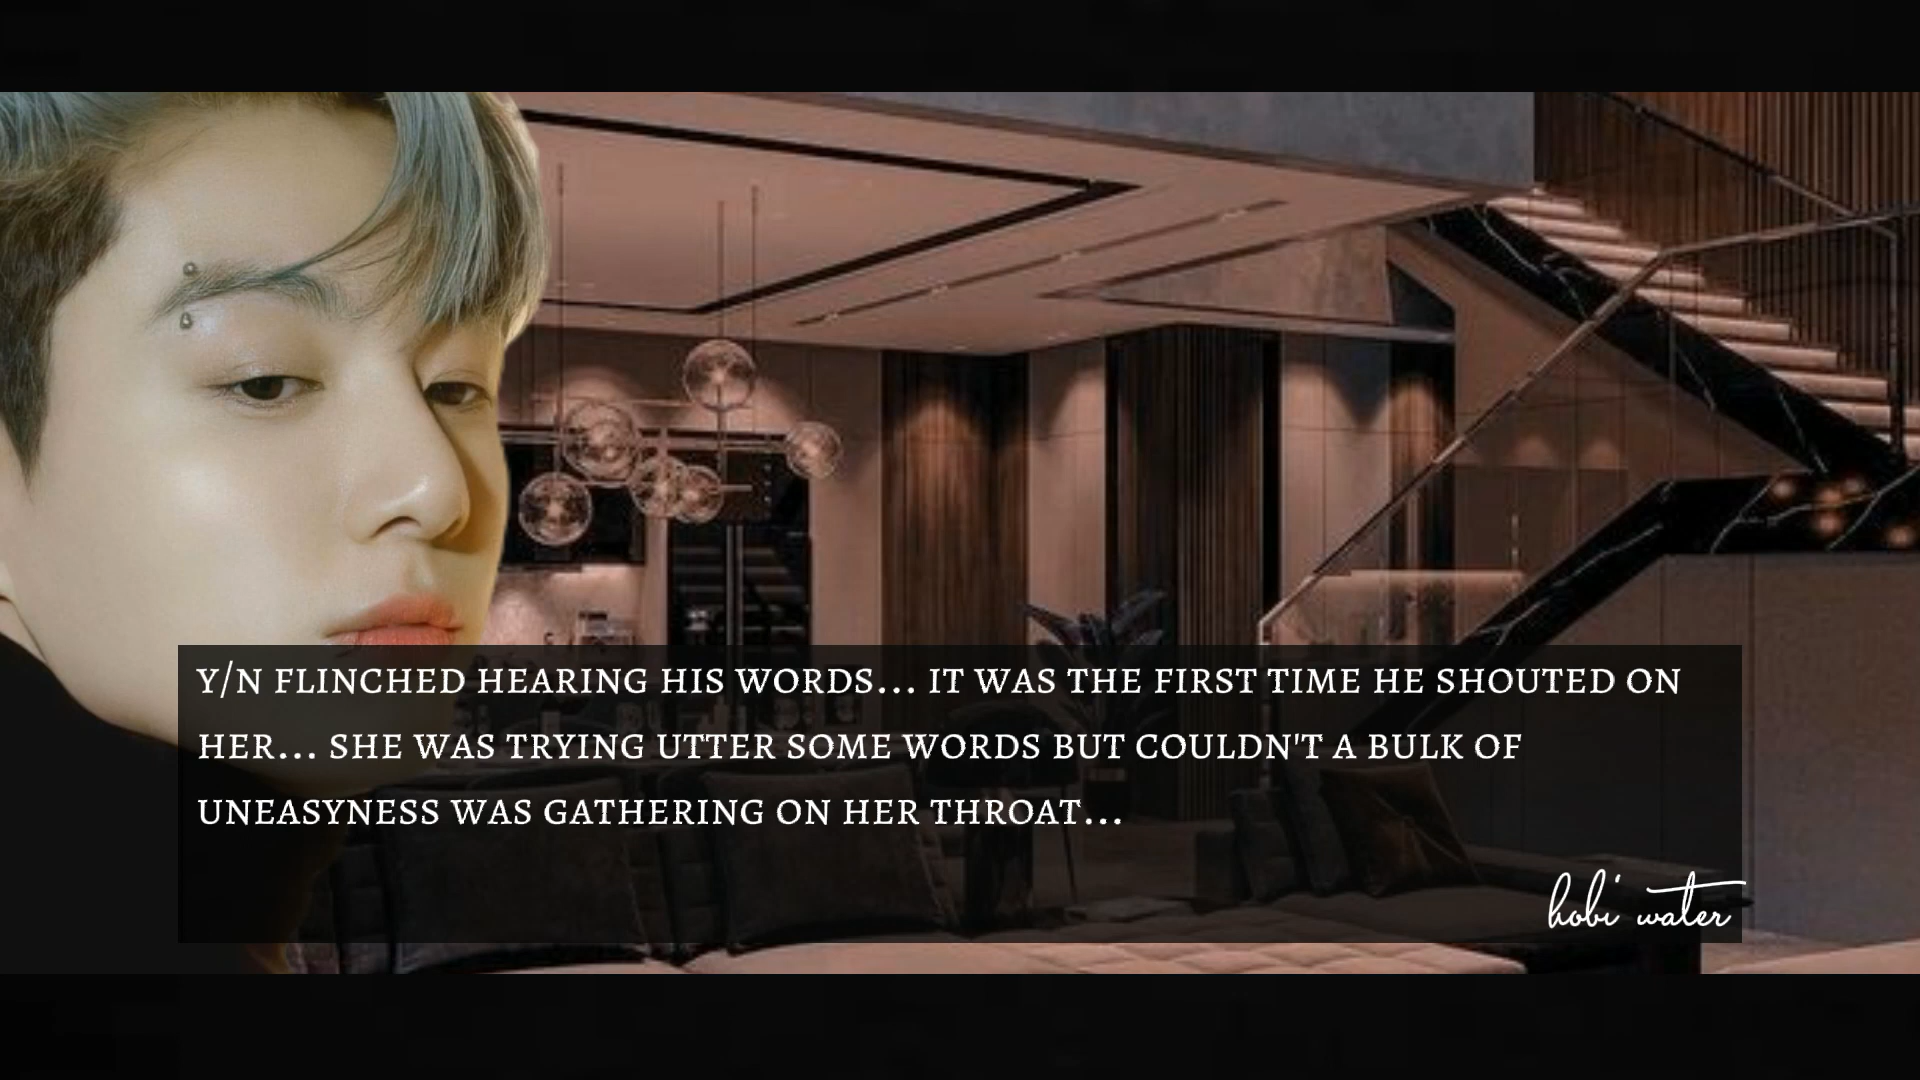 Y/N FLINCHED HEARING HIS WORDS... IT WAS THE FIRST TIME HE SHOUTED ON
HER... SHE WAS TRYING UTTER SOME WORDS BUT COULDN'T A BULK OF
UNEASYNESS WAS GATHERING ON HER THROAT...
hobi water